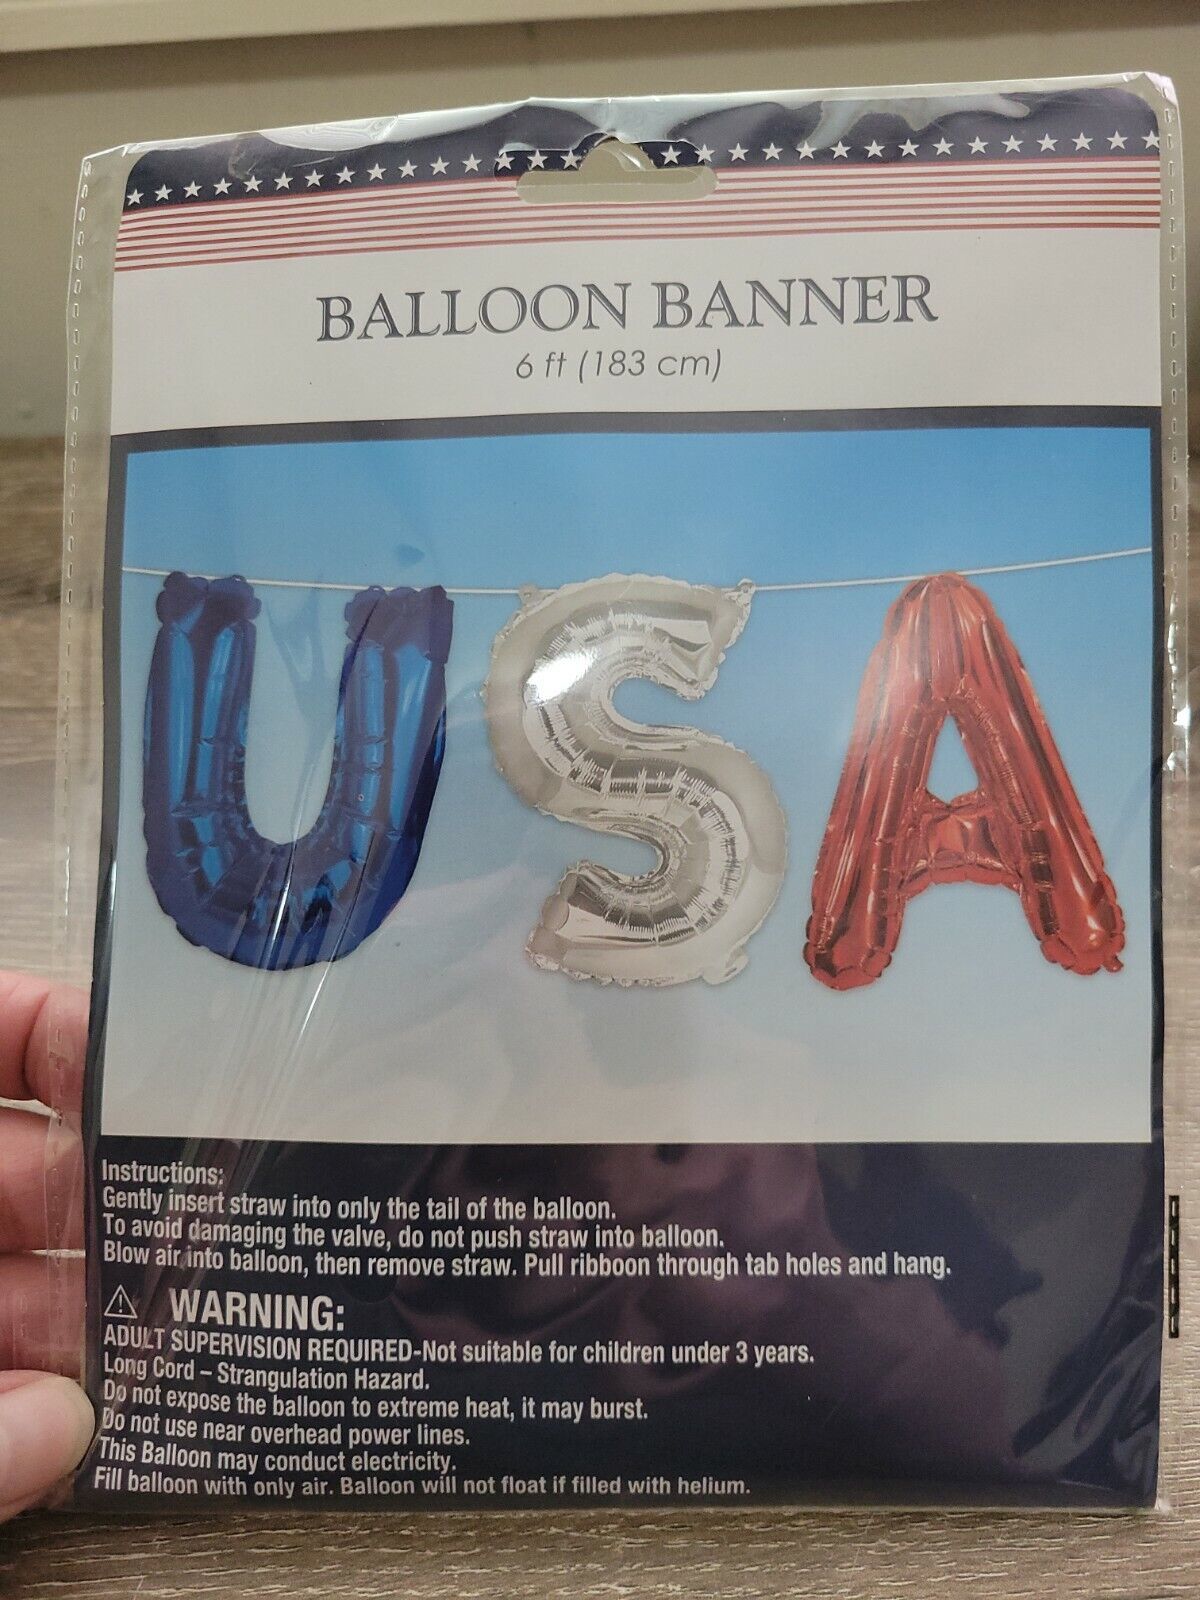 BALLOON BANNER
6 ft (183 cm)
USA
Instructions:
Gently insert straw into only the tail of the balloon.
To avoid damaging the valve, do not push straw into balloon.
Blow air into balloon, then remove straw. Pull ribboon through tab holes and hang.
WARNING:
ADULT SUPERVISION REQUIRED-Not suitable for children under 3 years.
Long Cord – Strangulation Hazard.
Do not expose the balloon to extreme heat, it may burst.
Do not use near overhead power lines.
This Balloon may conduct electricity.
Fill balloon with only air. Balloon will not float if filled with helium.